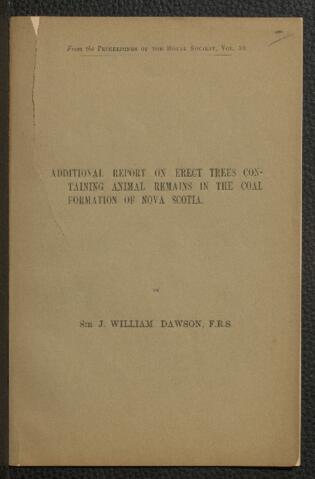 From the PROCEEDINGS OF THE ROYAL SOCIETY, VOL. 59
ADDITIONAL REPORT ON ERECT TREES CON-
TAINING ANIMAL REMAINS IN THE COAL
FORMATION OF NOVA SCOTIA.
BY
SIR J. WILLIAM DAWSON, F.R.S.